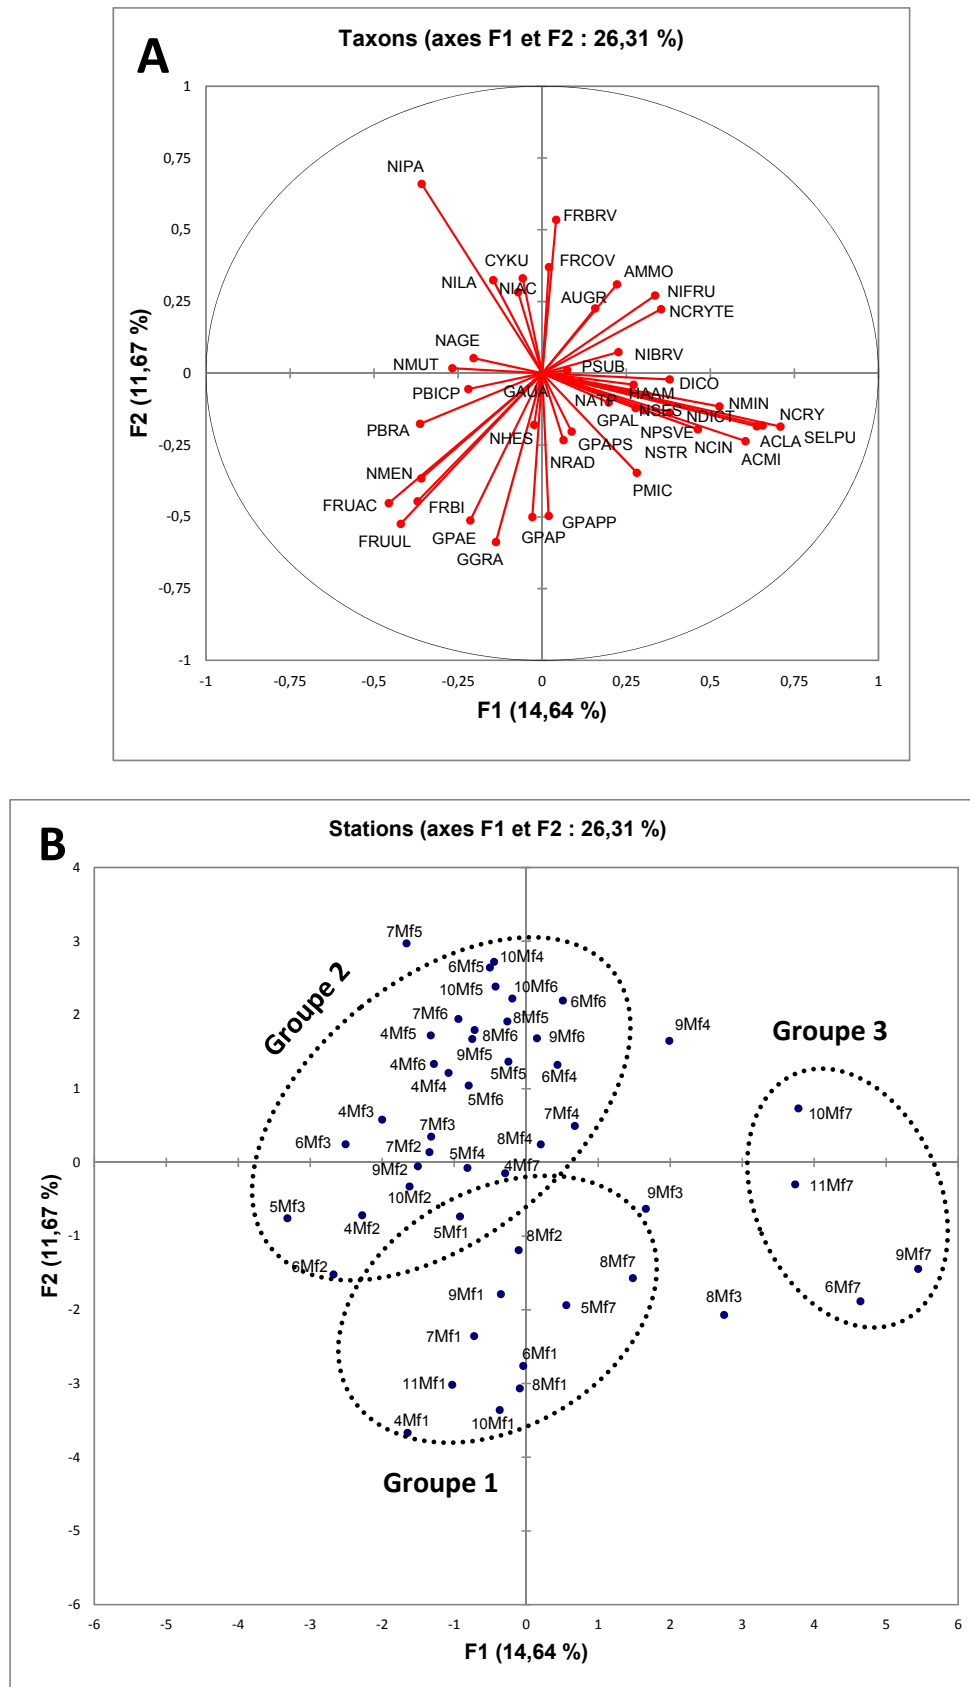 A
Taxons (axes F1 et F2 : 26,31 %)
1
0,75
NIPA
FRBRV
0,5
CYKU
FRCOV
NILA
NIAC
AMMO
AUGR
NIFRU
0,25
NCRYTE
NAGE
NIBRV
NMUT
PSUB
0
DICO
PBICP
GAUA
HAAM
NATP
NSES
NMIN
GPAL
NDICT
NCRY
PBRA
NHES
GPAPS
NPSVE
ACLA
SELPU
-0,25
NSTR
NCIN
ACMI
NRAD
NMEN
PMIC
FRUAC
FRBI
-0,5
FRUUL
GPAE
GPAP
GPAPP
GGRA
-0,75
-1
-1
-0,75
-0,5
-0,25
0
0,25
0,5
0,75
1
F1 (14,64 %)
F2 (11,67 %)
B
Stations (axes F1 et F2 : 26,31 %)
4
7Mf5
3
10Mf4
6Mf5
Groupe 2
10Mf5
10Mf6
6Mf6
2
7Mf6
8Mf5
4Mf5
8Mf6
9Mf6
9Mf4
Groupe 3
9Mf5
4Mf6
5Mf5
6Mf4
4Mf4
5Mf6
1
4Mf3
7Mf3
7Mf4
10Mf7
6Mf3
7Mf2
5Mf4
8Mf4
9Mf2
4Mf7
0
10Mf2
9Mf3
11Mf7
5Mf3
4Mf2
5Mf1
8Mf2
-1
6Mf2
8Mf7
9Mf7
9Mf1
5Mf7
8Mf3
6Mf7
-2
7Mf1
6Mf1
11Mf1
8Mf1
-3
4Mf1
10Mf1
Groupe 1
-4
-5
-6
-6
-5
-4
-3
-2
-1
0
1
2
3
4
5
6
F1 (14,64 %)
F2 (11,67 %)